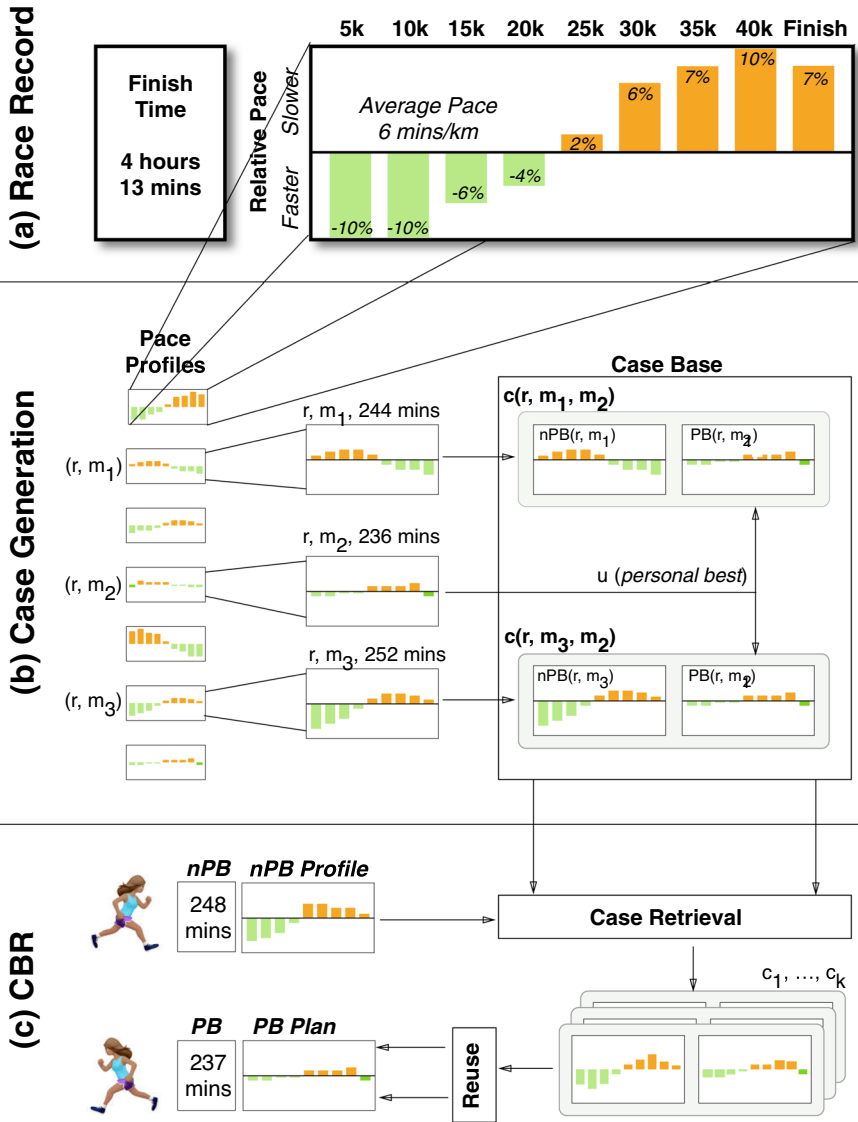 (a) Race Record
Finish
Time
4 hours
13 mins
Relative Pace
Slower
Faster
5k 10k 15k 20k 25k 30k 35k 40k Finish
Average Pace
6 mins/km
-10% -10% -6% -4% 2% 6% 7% 10% 7%
(b) Case Generation
Pace
Profiles
(r, m1)
(r, m2)
(r, m3)
r, m1, 244 mins
r, m2, 236 mins
r, m3, 252 mins
Case Base
c(r, m1, m2)
nPB(r, m1)
PB(r, m2)
u (personal best)
c(r, m3, m2)
nPB(r, m3)
PB(r, m2)
(c) CBR
nPB
248
mins
nPB Profile
Case Retrieval
c1, …, ck
PB
237
mins
PB Plan
Reuse